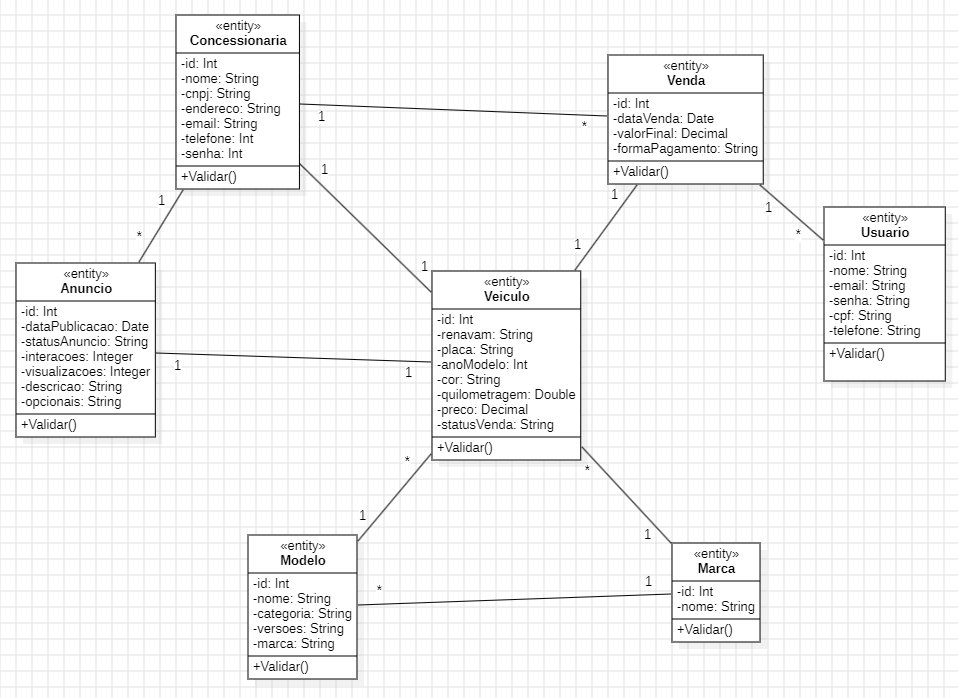 «entity»
Concessionaria
-id: Int
-nome: String
-cnpj: String
-endereco: String
-email: String
-telefone: Int
-senha: Int
+Validar()
«entity»
Venda
-id: Int
-dataVenda: Date
-valorFinal: Decimal
-formaPagamento: String
+Validar()
1
*
1
1
1
*
1
1
1
*
«entity»
Usuario
-id: Int
-nome: String
-email: String
-senha: String
-cpf: String
-telefone: String
+Validar()
«entity»
Anuncio
-id: Int
-dataPublicacao: Date
-statusAnuncio: String
-interacoes: Integer
-visualizacoes: Integer
-descricao: String
-opcionais: String
+Validar()
1
1
«entity»
Veiculo
-id: Int
-renavam: String
-placa: String
-anoModelo: Int
-cor: String
-quilometragem: Double
-preco: Decimal
-statusVenda: String
+Validar()
*
1
*
1
«entity»
Modelo
-id: Int
-nome: String
-categoria: String
-versoes: String
-marca: String
+Validar()
*
1
«entity»
Marca
-id: Int
-nome: String
+Validar()